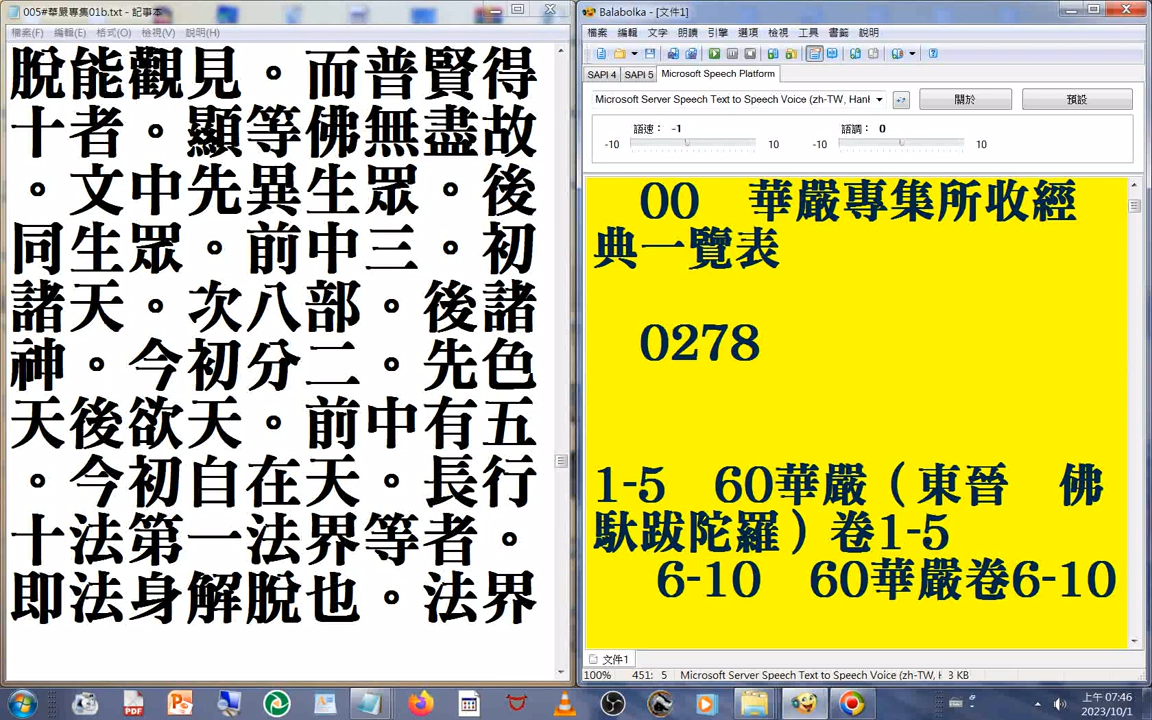 005#華嚴專集01b.txt - 記事本
檔案(F) 編輯(E) 格式(O) 檢視(V) 說明(H)
脫能觀見。而普賢得
十者。顯等佛無盡故
。文中先異生眾。後
同生眾。前中三。初
諸天。次八部。後諸
神。今初分二。先色
天後欲天。前中有五
。今初自在天。長行
十法第一法界等者。
即法身解脫也。法界
Balabolka - [文件1]
檔案 編輯 文字 朗讀 引擎 選項 檢視 工具 書籤 說明
SAPI 4 SAPI 5 Microsoft Speech Platform
Microsoft Server Speech Text to Speech Voice (zh-TW, Hanl
關於
預設
語速： -1
語調： 0
-10 10 -10 10
00 華嚴專集所收經
典一覽表
0278
1-5 60華嚴（東晉 佛
馱跋陀羅）卷1-5
6-10 60華嚴卷6-10
文件1
100% 451: 5 Microsoft Server Speech Text to Speech Voice (zh-TW, H 3 KB
PDF
上午 07:46
2023/10/1